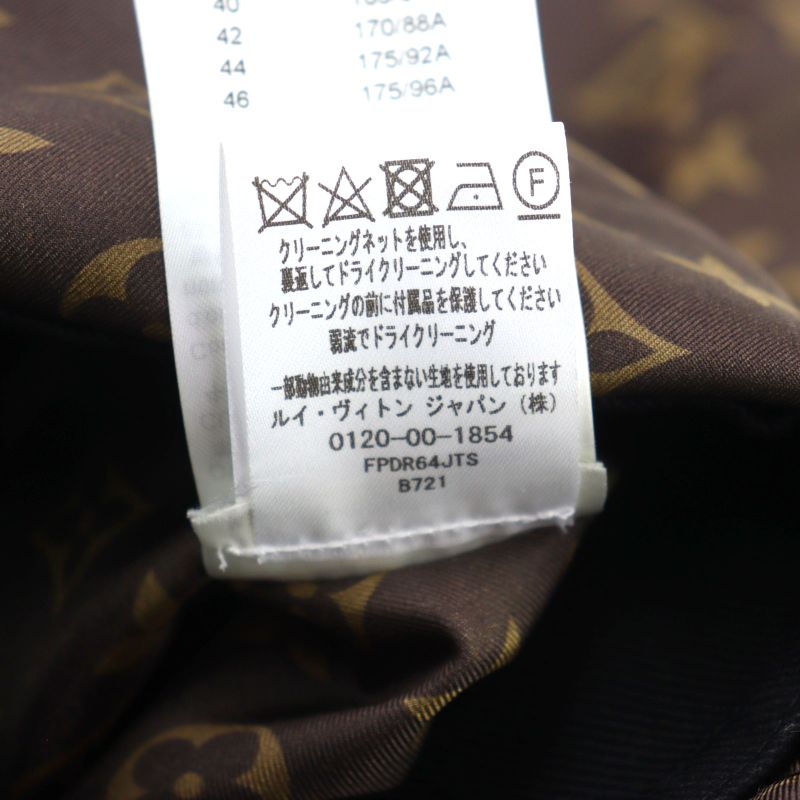 40
42 170/88A
44 175/92A
46 175/96A
F
クリーニングネットを使用し、
裏返してドライクリーニングしてください
クリーニングの前に付属品を保護してください
弱流でドライクリーニング
一部動物由来成分を含まない生地を使用しております
ルイ・ヴィトン ジャパン（株）
0120-00-1854
FPDR64JTS
B721